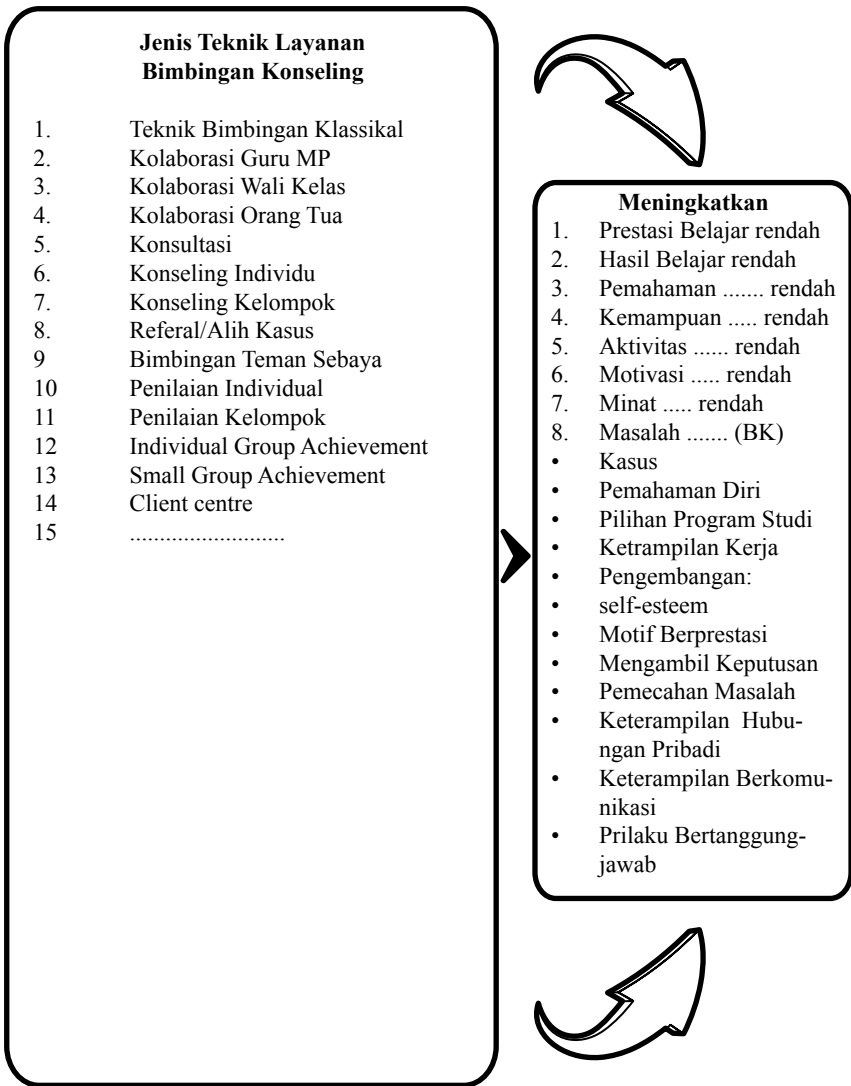 Jenis Teknik Layanan
Bimbingan Konseling
1. Teknik Bimbingan Klassikal
2. Kolaborasi Guru MP
3. Kolaborasi Wali Kelas
4. Kolaborasi Orang Tua
5. Konsultasi
6. Konseling Individu
7. Konseling Kelompok
8. Referal/Alih Kasus
9 Bimbingan Teman Sebaya
10 Penilaian Individual
11 Penilaian Kelompok
12 Individual Group Achievement
13 Small Group Achievement
14 Client centre
15 ..........................
Meningkatkan
1. Prestasi Belajar rendah
2. Hasil Belajar rendah
3. Pemahaman ....... rendah
4. Kemampuan ..... rendah
5. Aktivitas ...... rendah
6. Motivasi ..... rendah
7. Minat ..... rendah
8. Masalah ....... (BK)
• Kasus
• Pemahaman Diri
• Pilihan Program Studi
• Ketrampilan Kerja
• Pengembangan:
• self-esteem
• Motif Berprestasi
• Mengambil Keputusan
• Pemecahan Masalah
• Keterampilan Hubu-
ngan Pribadi
• Keterampilan Berkomu-
nikasi
• Prilaku Bertanggung-
jawab